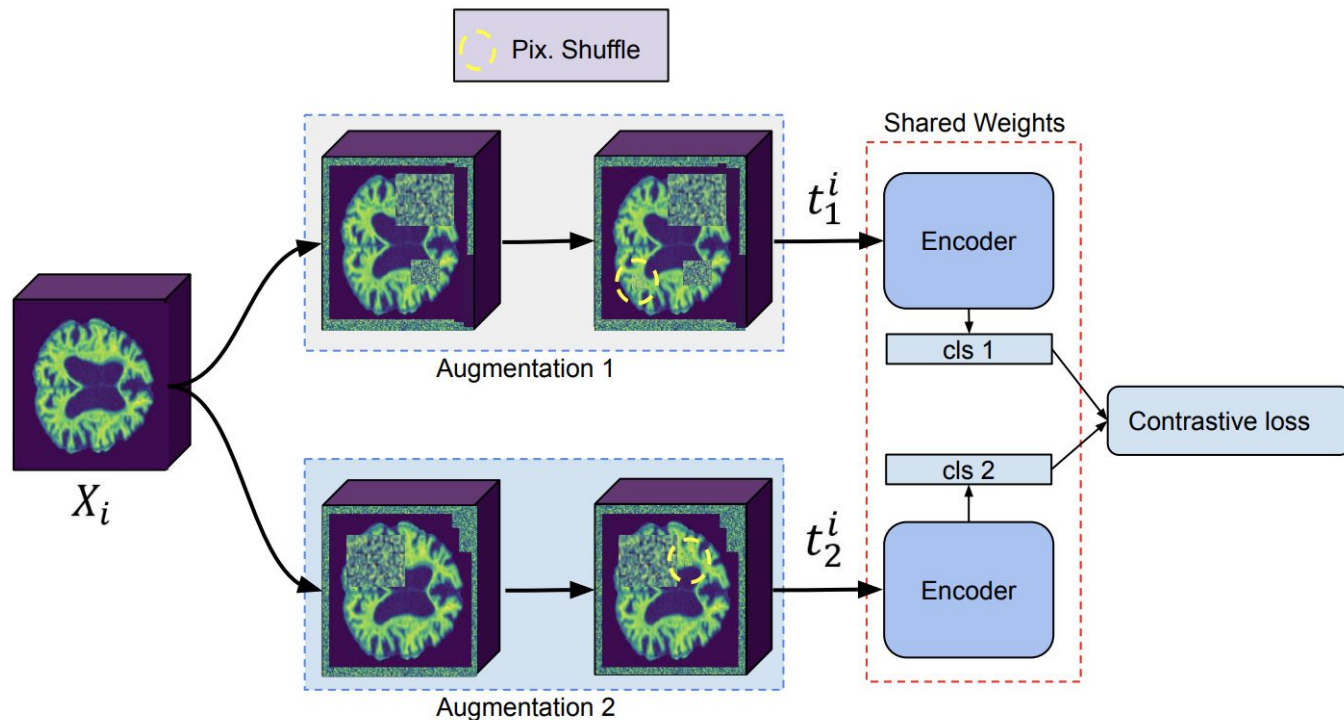 Pix. Shuffle
Shared Weights
t_1^i
Encoder
Augmentation 1
cls 1
Contrastive loss
X_i
cls 2
t_2^i
Encoder
Augmentation 2